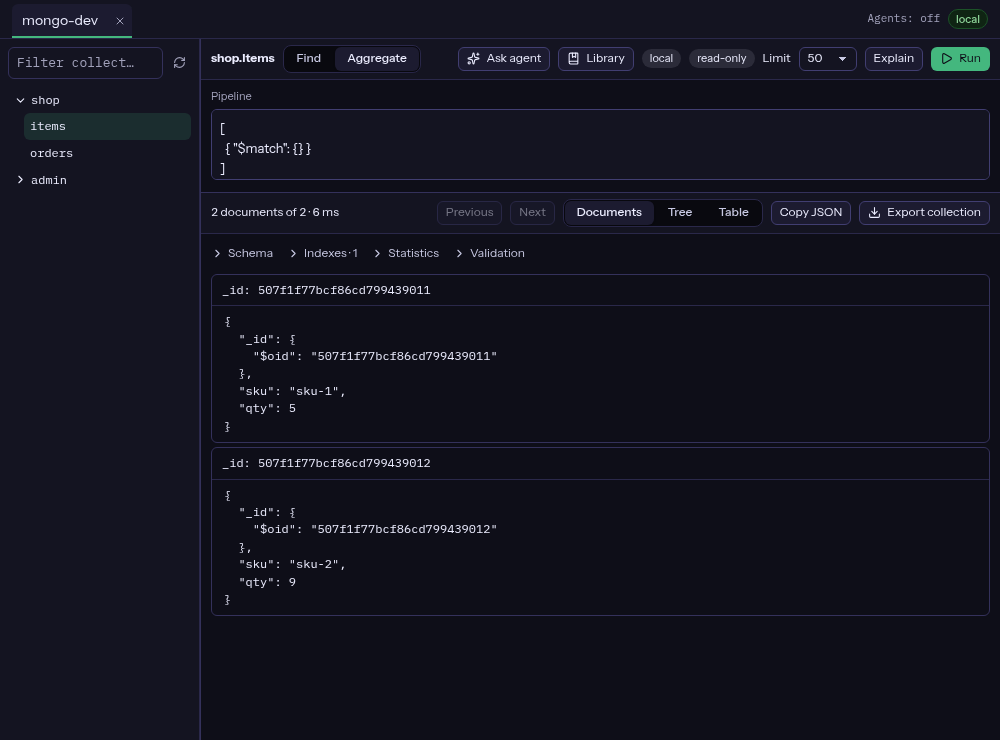 mongo-dev
Agents: off local
Filter collect…
shop.Items Find Aggregate Ask agent Library local read-only Limit 50 Explain Run
shop
items
orders
admin
Pipeline
[
{ "$match": {} }
]
2 documents of 2 · 6 ms Previous Next Documents Tree Table Copy JSON Export collection
Schema Indexes · 1 Statistics Validation
_id: 507f1f77bcf86cd799439011
{
"_id": {
"$oid": "507f1f77bcf86cd799439011"
},
"sku": "sku-1",
"qty": 5
}
_id: 507f1f77bcf86cd799439012
{
"_id": {
"$oid": "507f1f77bcf86cd799439012"
},
"sku": "sku-2",
"qty": 9
}